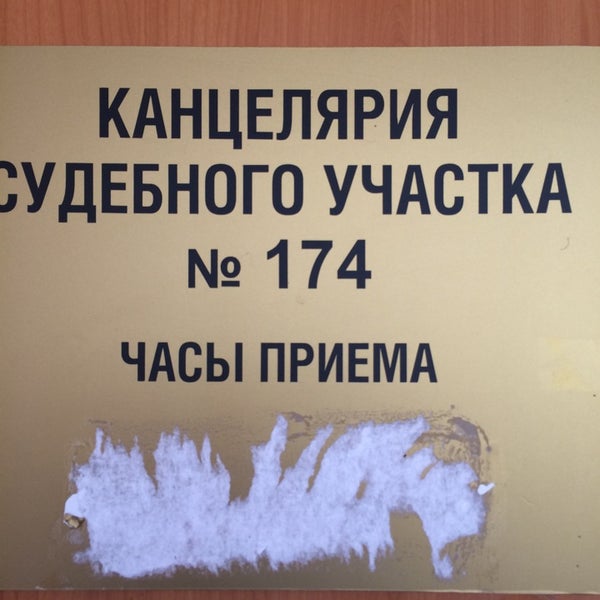 КАНЦЕЛЯРИЯ
СУДЕБНОГО УЧАСТКА
№ 174
ЧАСЫ ПРИЕМА